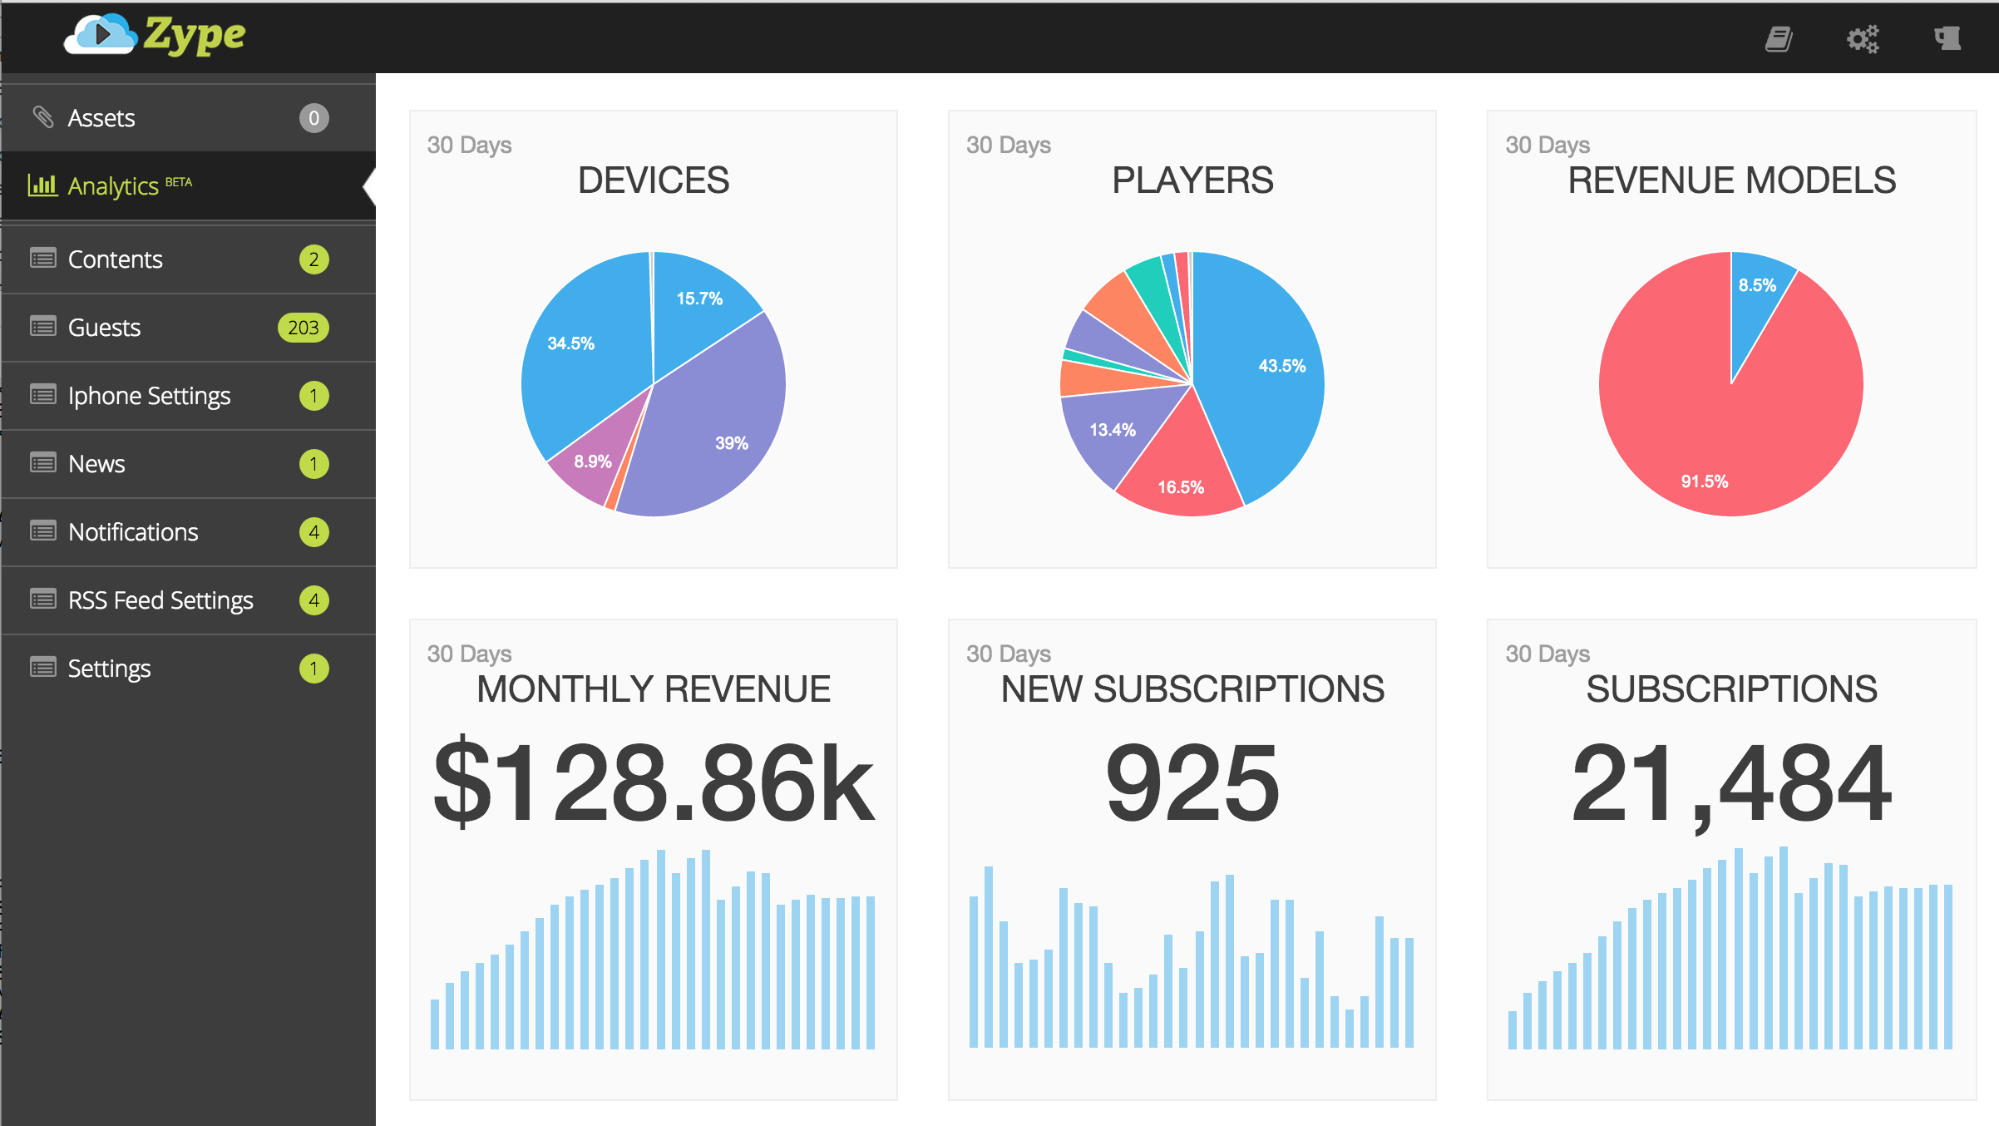 Zype
Assets 0
Analytics BETA
Contents 2
Guests 203
Iphone Settings 1
News 1
Notifications 4
RSS Feed Settings 4
Settings 1
30 Days
DEVICES
15.7%
34.5%
39%
8.9%
30 Days
PLAYERS
43.5%
13.4%
16.5%
30 Days
REVENUE MODELS
8.5%
91.5%
30 Days
MONTHLY REVENUE
$128.86k
30 Days
NEW SUBSCRIPTIONS
925
30 Days
SUBSCRIPTIONS
21,484